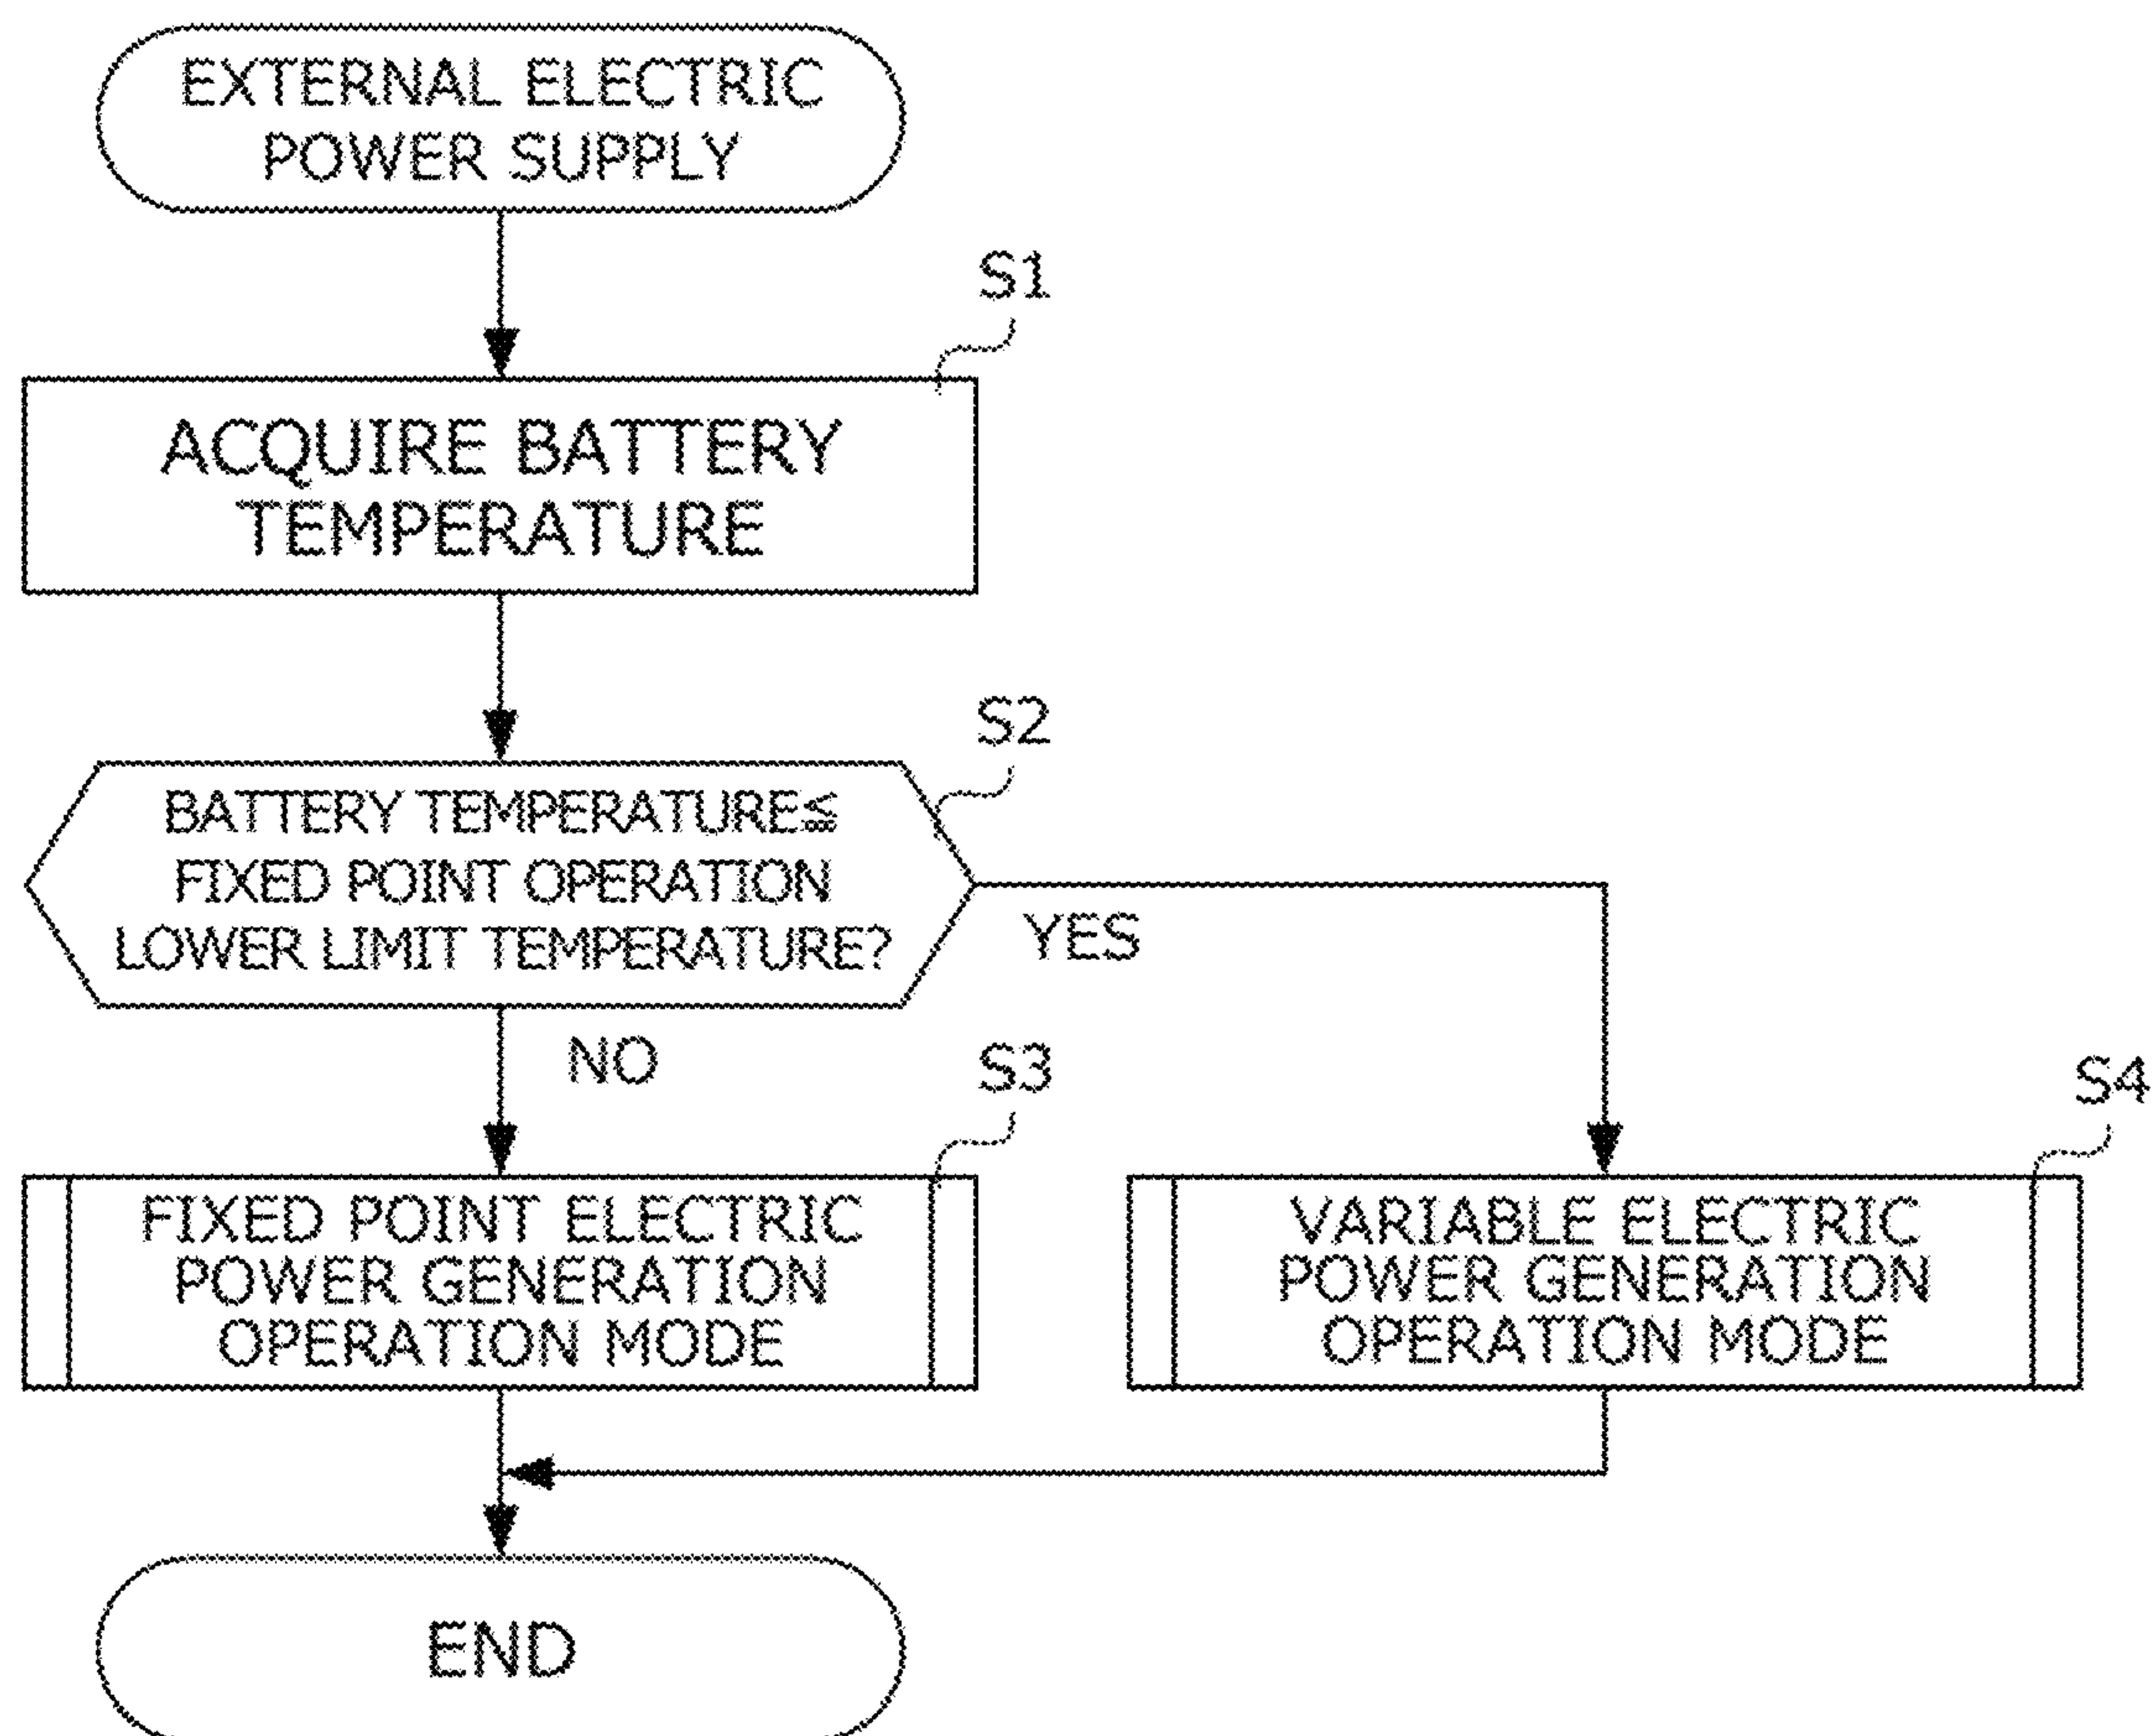 EXTERNAL ELECTRIC
POWER SUPPLY
S1
ACQUIRE BATTERY
TEMPERATURE
S2
BATTERY TEMPERATURE≦
FIXED POINT OPERATION
LOWER LIMIT TEMPERATURE?
YES
NO
S3
S4
FIXED POINT ELECTRIC
POWER GENERATION
OPERATION MODE
VARIABLE ELECTRIC
POWER GENERATION
OPERATION MODE
END